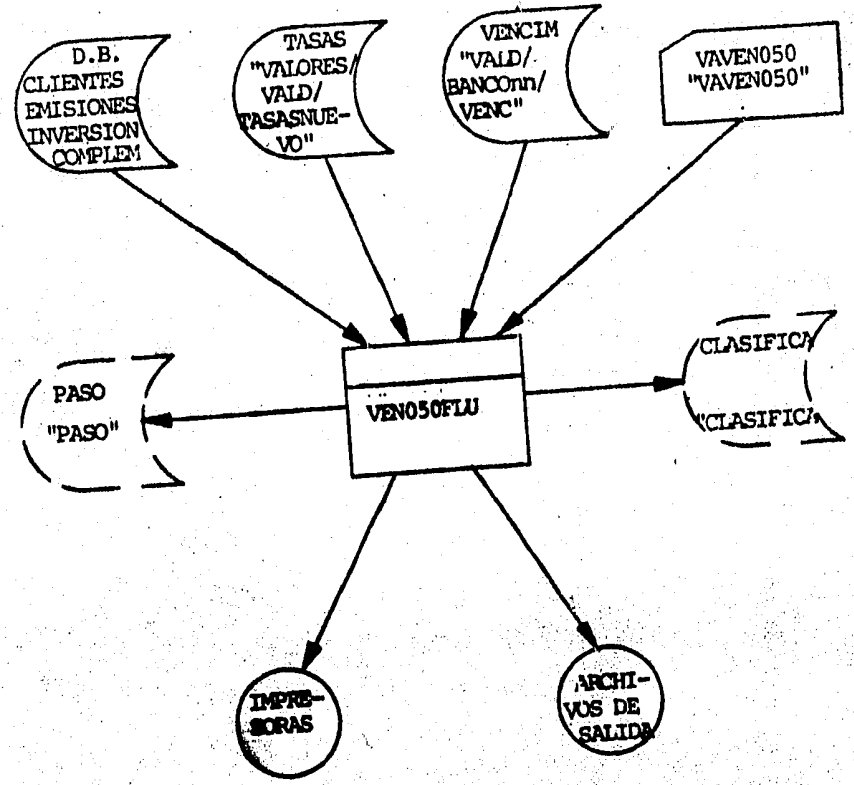 D.B.
CLIENTES
EMISIONES
INVERSION
COMPLEM
TASAS
"VALORES/
VALD/
TASASNUE-
VO"
VENCIM
"VALD/
BANCOnn/
VENC"
VAVEN050
"VAVEN050"
PASO
"PASO"
VEN050FLU
CLASIFICA
"CLASIFICA
IMPRE-
SORAS
ARCHI-
VOS DE
SALIDA